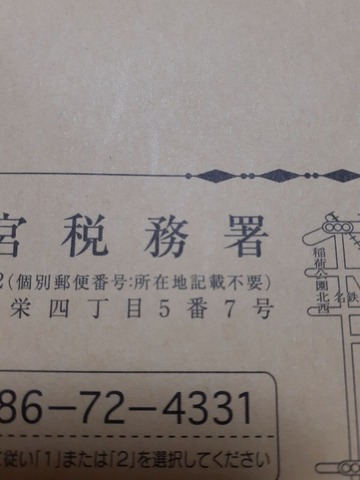 宮税務署
2(個別郵便番号:所在地記載不要)
栄四丁目5番7号
86-72-4331
て従い「1」または「2」を選択してください
稲荷公園北西
名鉄